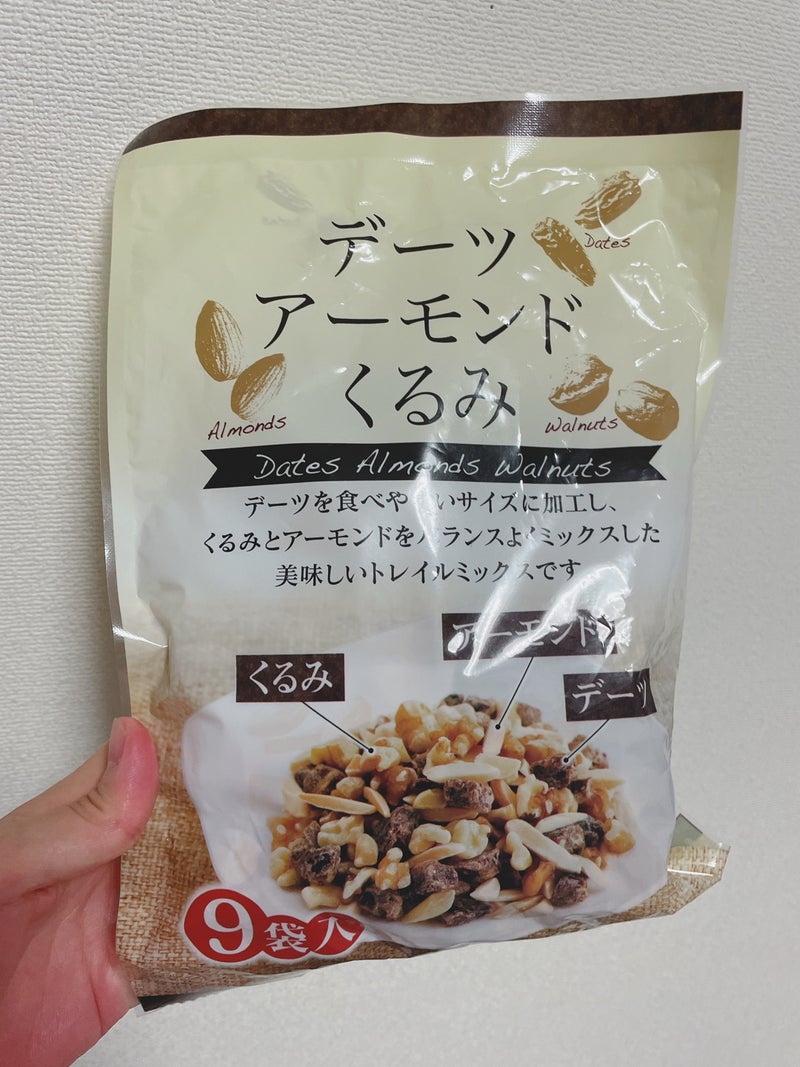 デーツ
Dates
アーモンド
くるみ
Almonds
Walnuts
Dates Almonds Walnuts
デーツを食べや いサイズに加工し、
くるみとアーモンドをバランスよくミックスした
美味しいトレイルミックスです
アーモンド
くるみ
デーツ
9袋入